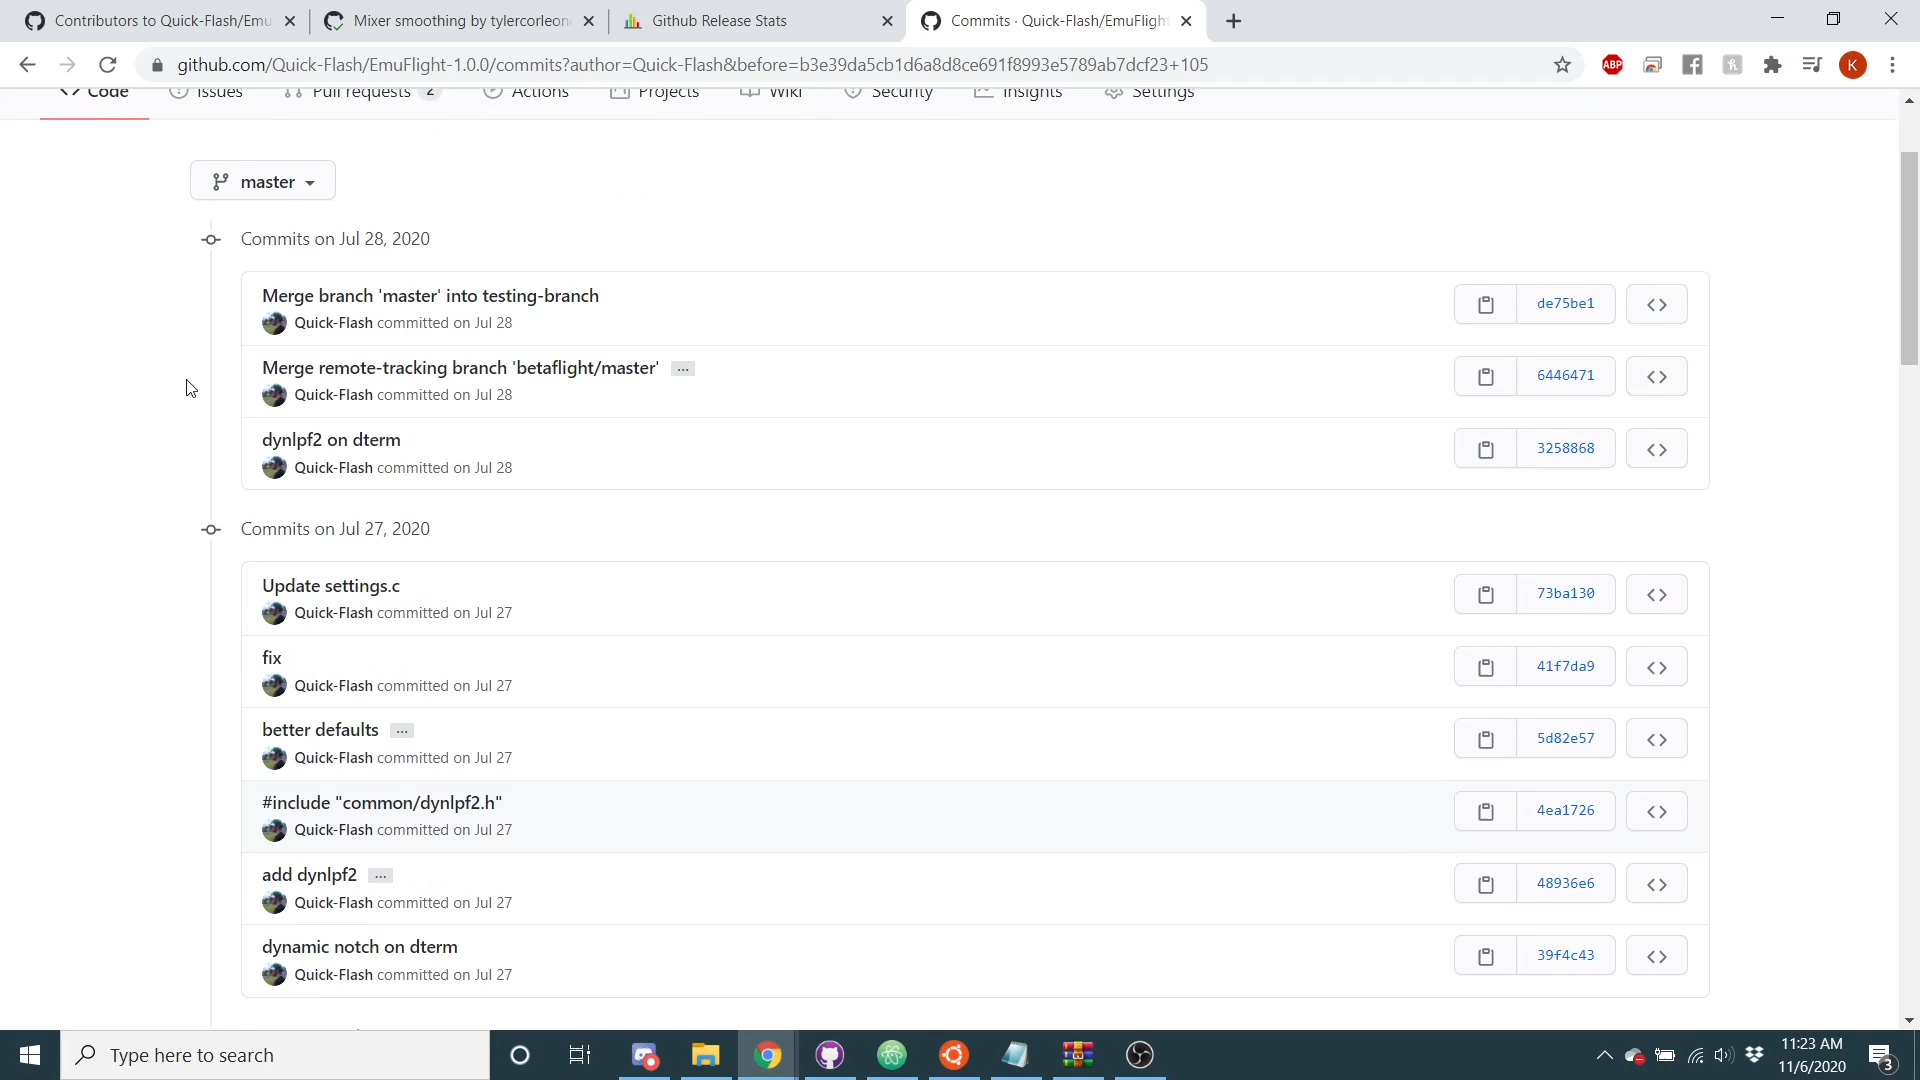 Contributors to Quick-Flash/Emu
Mixer smoothing by tylercorleon
Github Release Stats
Commits · Quick-Flash/EmuFlight
github.com/Quick-Flash/EmuFlight-1.0.0/commits?author=Quick-Flash&before=b3e39da5cb1d6a8d8ce691f8993e5789ab7dcf23+105
ABP
K
Code
Issues
Pull requests 2
Actions
Projects
Wiki
Security
Insights
Settings
master
Commits on Jul 28, 2020
Merge branch 'master' into testing-branch
Quick-Flash committed on Jul 28
de75be1
Merge remote-tracking branch 'betaflight/master' ...
Quick-Flash committed on Jul 28
6446471
dynlpf2 on dterm
Quick-Flash committed on Jul 28
3258868
Commits on Jul 27, 2020
Update settings.c
Quick-Flash committed on Jul 27
73ba130
fix
Quick-Flash committed on Jul 27
41f7da9
better defaults ...
Quick-Flash committed on Jul 27
5d82e57
#include "common/dynlpf2.h"
Quick-Flash committed on Jul 27
4ea1726
add dynlpf2 ...
Quick-Flash committed on Jul 27
48936e6
dynamic notch on dterm
Quick-Flash committed on Jul 27
39f4c43
Type here to search
11:23 AM
11/6/2020
3